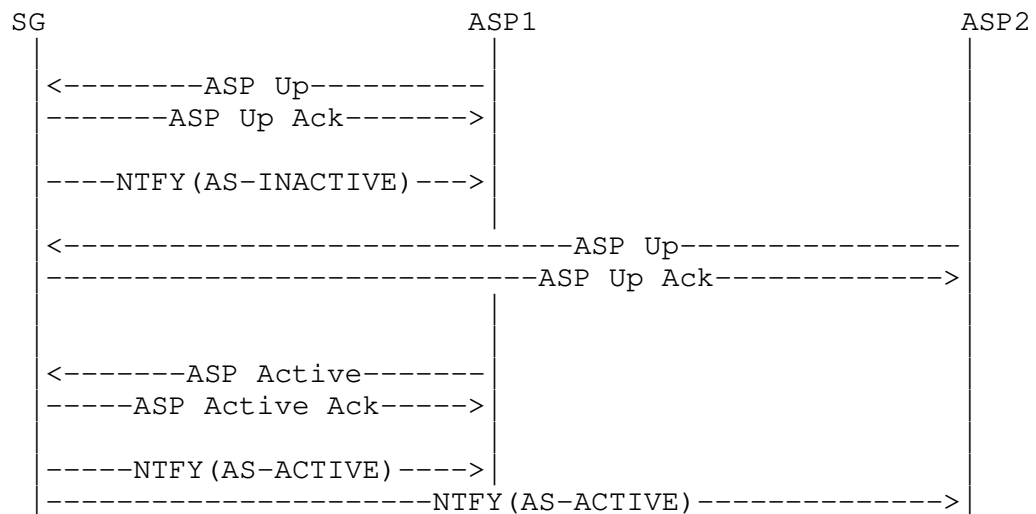 SG ASP1 ASP2
| | |
|<--------ASP Up----------| |
|-------ASP Up Ack------->| |
| | |
|----NTFY(AS-INACTIVE)--->| |
| | |
|<-----------------------------ASP Up----------------|
|----------------------------ASP Up Ack------------->|
| | |
| | |
|<-------ASP Active-------| |
|-----ASP Active Ack----->| |
| | |
|-----NTFY(AS-ACTIVE)---->| |
|----------------------NTFY(AS-ACTIVE)-------------->|